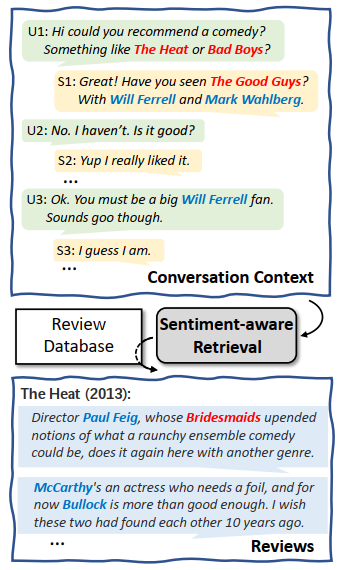 U1: Hi could you recommend a comedy?
Something like The Heat or Bad Boys?
S1: Great! Have you seen The Good Guys?
With Will Ferrell and Mark Wahlberg.
U2: No. I haven't. Is it good?
S2: Yup I really liked it.
...
U3: Ok. You must be a big Will Ferrell fan.
Sounds goo though.
S3: I guess I am.
...
Conversation Context
Review
Database
Sentiment-aware
Retrieval
The Heat (2013):
Director Paul Feig, whose Bridesmaids upended
notions of what a raunchy ensemble comedy
could be, does it again here with another genre.
McCarthy's an actress who needs a foil, and for
now Bullock is more than good enough. I wish
these two had found each other 10 years ago.
...
Reviews